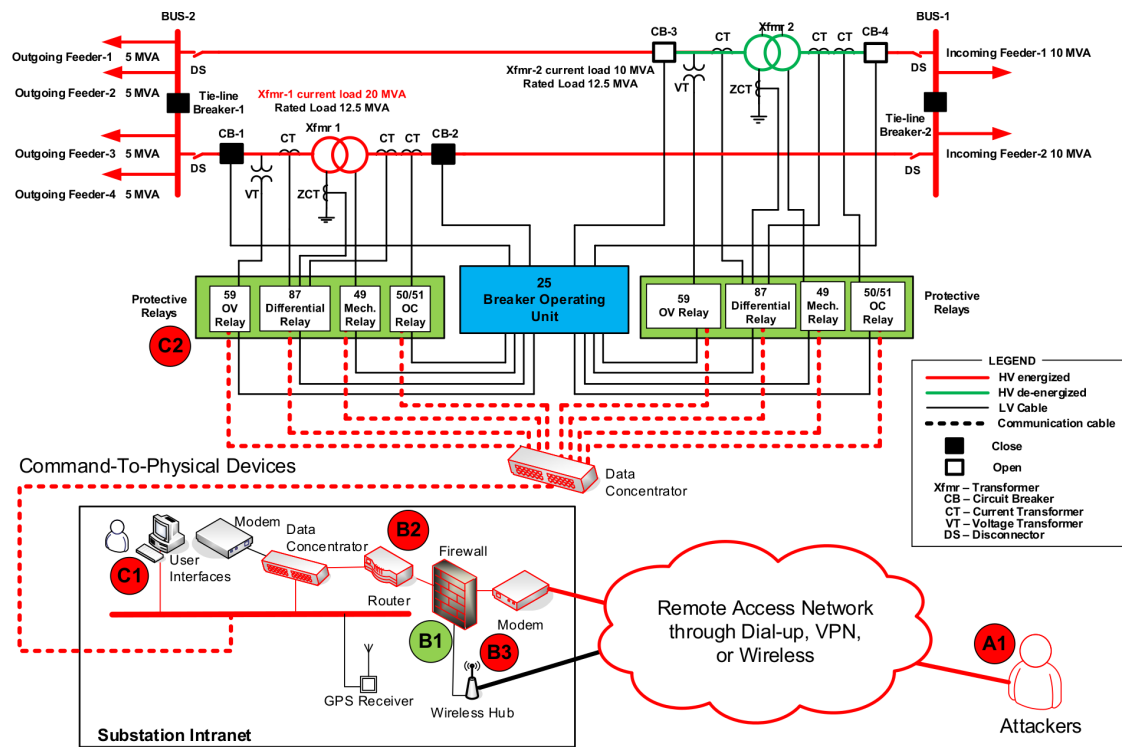 BUS-2
BUS-1
CB-3
CT
Xfmr 2
CT
CT
CB-4
Outgoing Feeder-1 5 MVA
DS
Xfmr-2 current load 10 MVA
Rated Load 12.5 MVA
VT
ZCT
Incoming Feeder-1 10 MVA
DS
Outgoing Feeder-2 5 MVA
Tie-line
Breaker-1
Xfmr-1 current load 20 MVA
Rated Load 12.5 MVA
Tie-line
Breaker-2
CB-1
CT
Xfmr 1
CT
CT
CB-2
Outgoing Feeder-3 5 MVA
DS
Incoming Feeder-2 10 MVA
DS
Outgoing Feeder-4 5 MVA
VT
ZCT
Protective
Relays
C2
59
OV
Relay
87
Differential
Relay
49
Mech.
Relay
50/51
OC
Relay
25
Breaker Operating
Unit
59
OV Relay
87
Differential
Relay
49
Mech.
Relay
50/51
OC
Relay
Protective
Relays
LEGEND
HV energized
HV de-energized
LV Cable
Communication cable
Close
Open
Xfmr – Transformer
CB – Circuit Breaker
CT – Current Transformer
VT – Voltage Transformer
DS – Disconnector
Command-To-Physical Devices
Data
Concentrator
C1
User
Interfaces
Modem
Data
Concentrator
B2
Router
Firewall
Modem
B1
B3
GPS Receiver
Wireless Hub
Substation Intranet
Remote Access Network
through Dial-up, VPN,
or Wireless
A1
Attackers